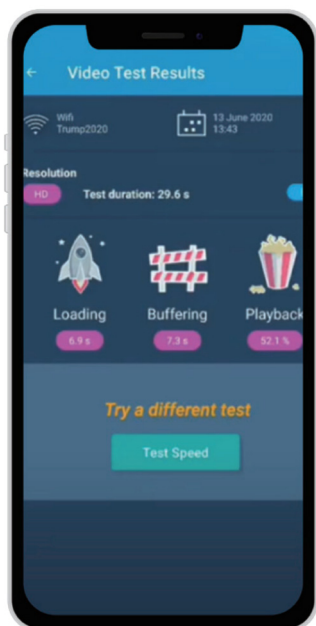 Video Test Results
Wifi
Trump2020
13 June 2020
13:43
Resolution
HD
Test duration: 29.6 s
Loading
Buffering
Playback
6.9 s
7.3 s
52.1 %
Try a different test
Test Speed